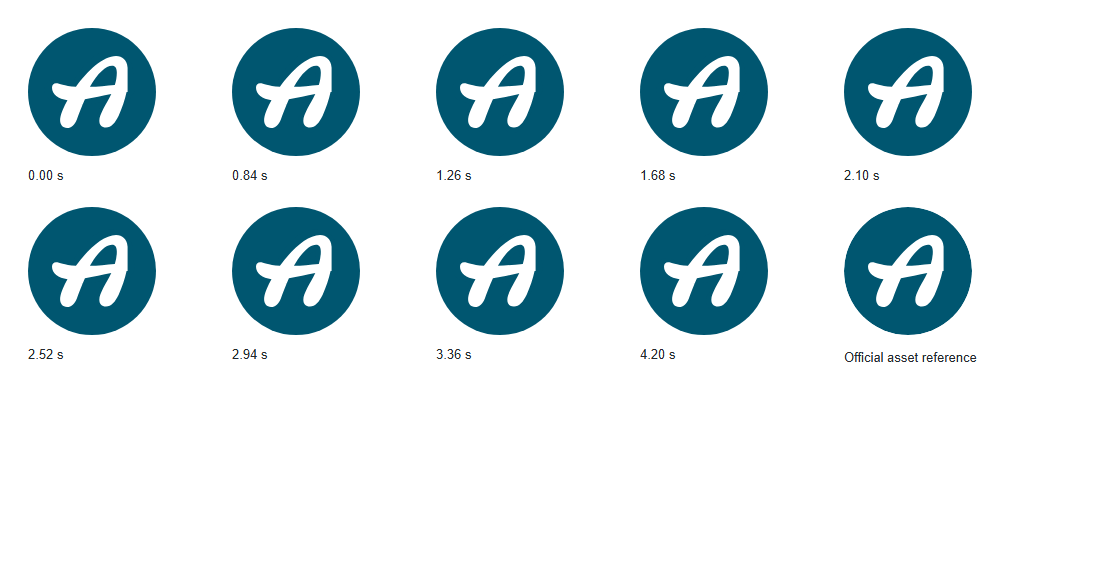 A A A A A
0.00 s 0.84 s 1.26 s 1.68 s 2.10 s
A A A A A
2.52 s 2.94 s 3.36 s 4.20 s Official asset reference